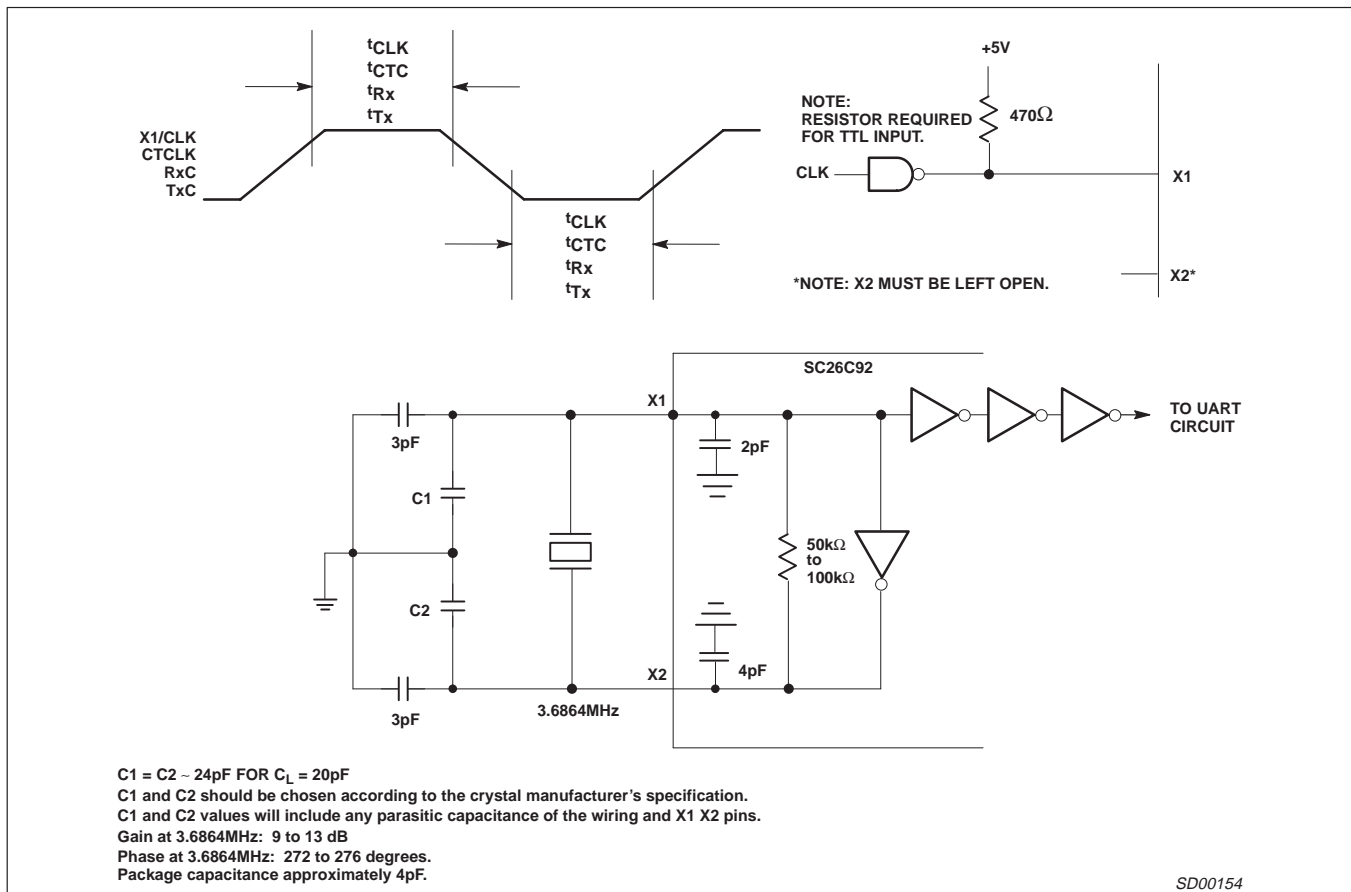 tCLK
tCTC
tRx
tTx
X1/CLK
CTCLK
RxC
TxC
tCLK
tCTC
tRx
tTx
+5V
NOTE:
RESISTOR REQUIRED
FOR TTL INPUT.
470Ω
CLK
X1
*NOTE: X2 MUST BE LEFT OPEN.
X2*
SC26C92
X1
3pF
2pF
TO UART
CIRCUIT
C1
50kΩ
to
100kΩ
C2
4pF
X2
3pF
3.6864MHz
C1 = C2 ~ 24pF FOR CL = 20pF
C1 and C2 should be chosen according to the crystal manufacturer's specification.
C1 and C2 values will include any parasitic capacitance of the wiring and X1 X2 pins.
Gain at 3.6864MHz: 9 to 13 dB
Phase at 3.6864MHz: 272 to 276 degrees.
Package capacitance approximately 4pF.
SD00154